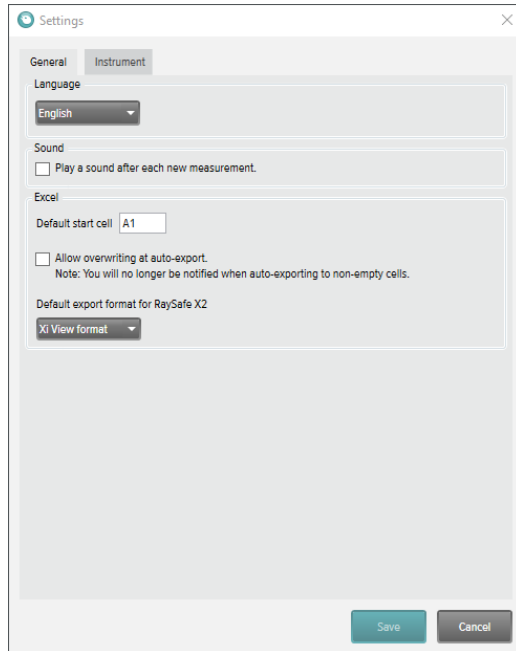 Settings
General
Instrument
Language
English
Sound
Play a sound after each new measurement.
Excel
Default start cell
A1
Allow overwriting at auto-export.
Note: You will no longer be notified when auto-exporting to non-empty cells.
Default export format for RaySafe X2
Xi View format
Save
Cancel